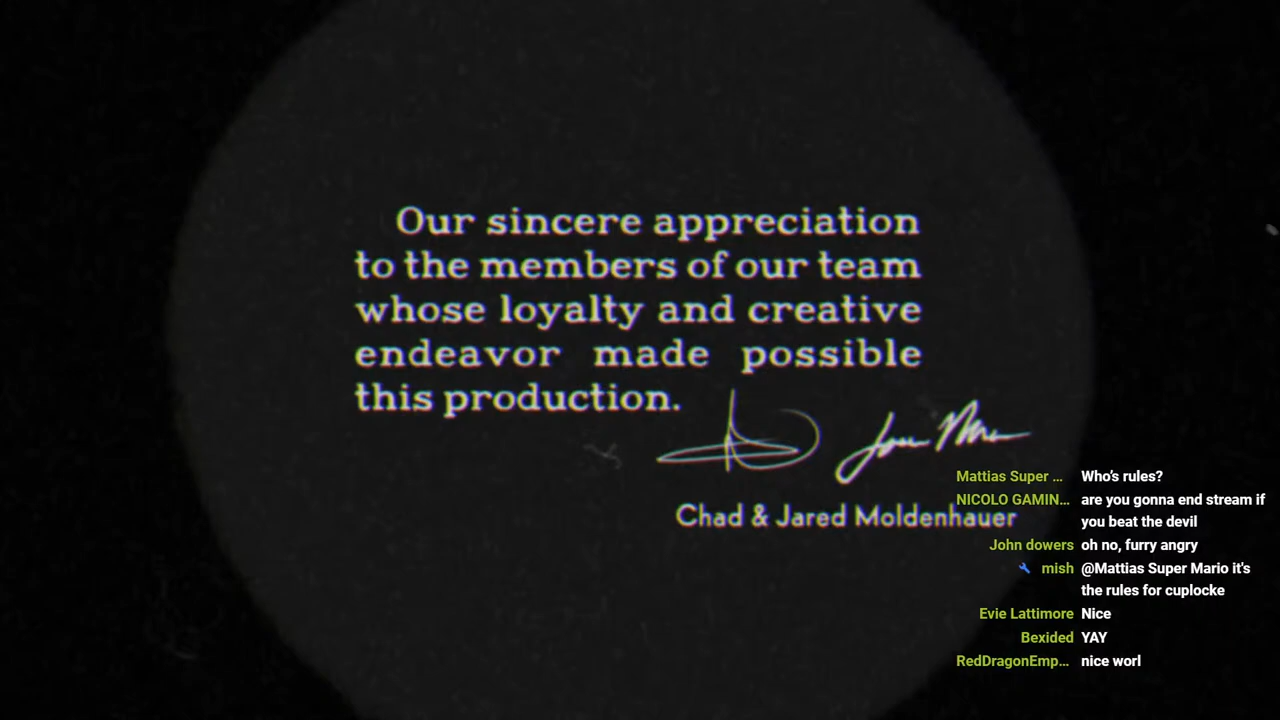 Our sincere appreciation
to the members of our team
whose loyalty and creative
endeavor made possible
this production.
Chad & Jared Moldenhauer
Mattias Super ... Who's rules?
NICOLO GAMIN... are you gonna end stream if
you beat the devil
John dowers oh no, furry angry
mish @Mattias Super Mario it's
the rules for cuplocke
Evie Lattimore Nice
Bexided YAY
RedDragonEmp... nice worl